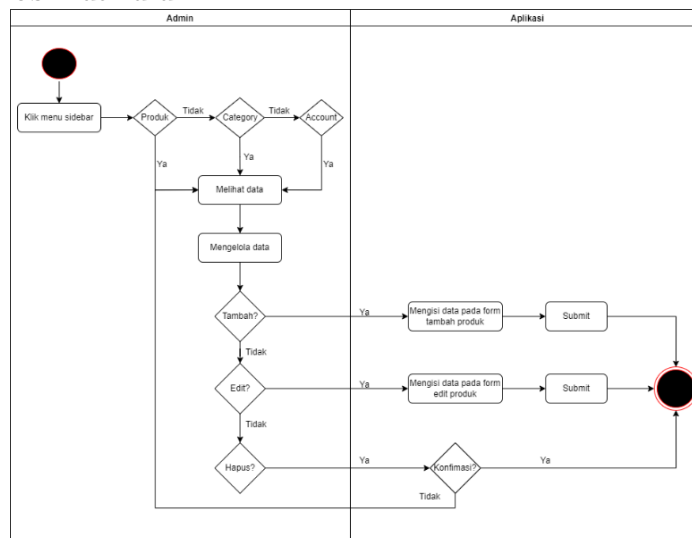 Admin
Aplikasi
Klik menu sidebar
Produk
Tidak
Category
Tidak
Account
Ya
Ya
Ya
Melihat data
Mengelola data
Tambah?
Ya
Mengisi data pada form
tambah produk
Submit
Tidak
Edit?
Ya
Mengisi data pada form
edit produk
Submit
Tidak
Hapus?
Ya
Konfimasi?
Ya
Tidak